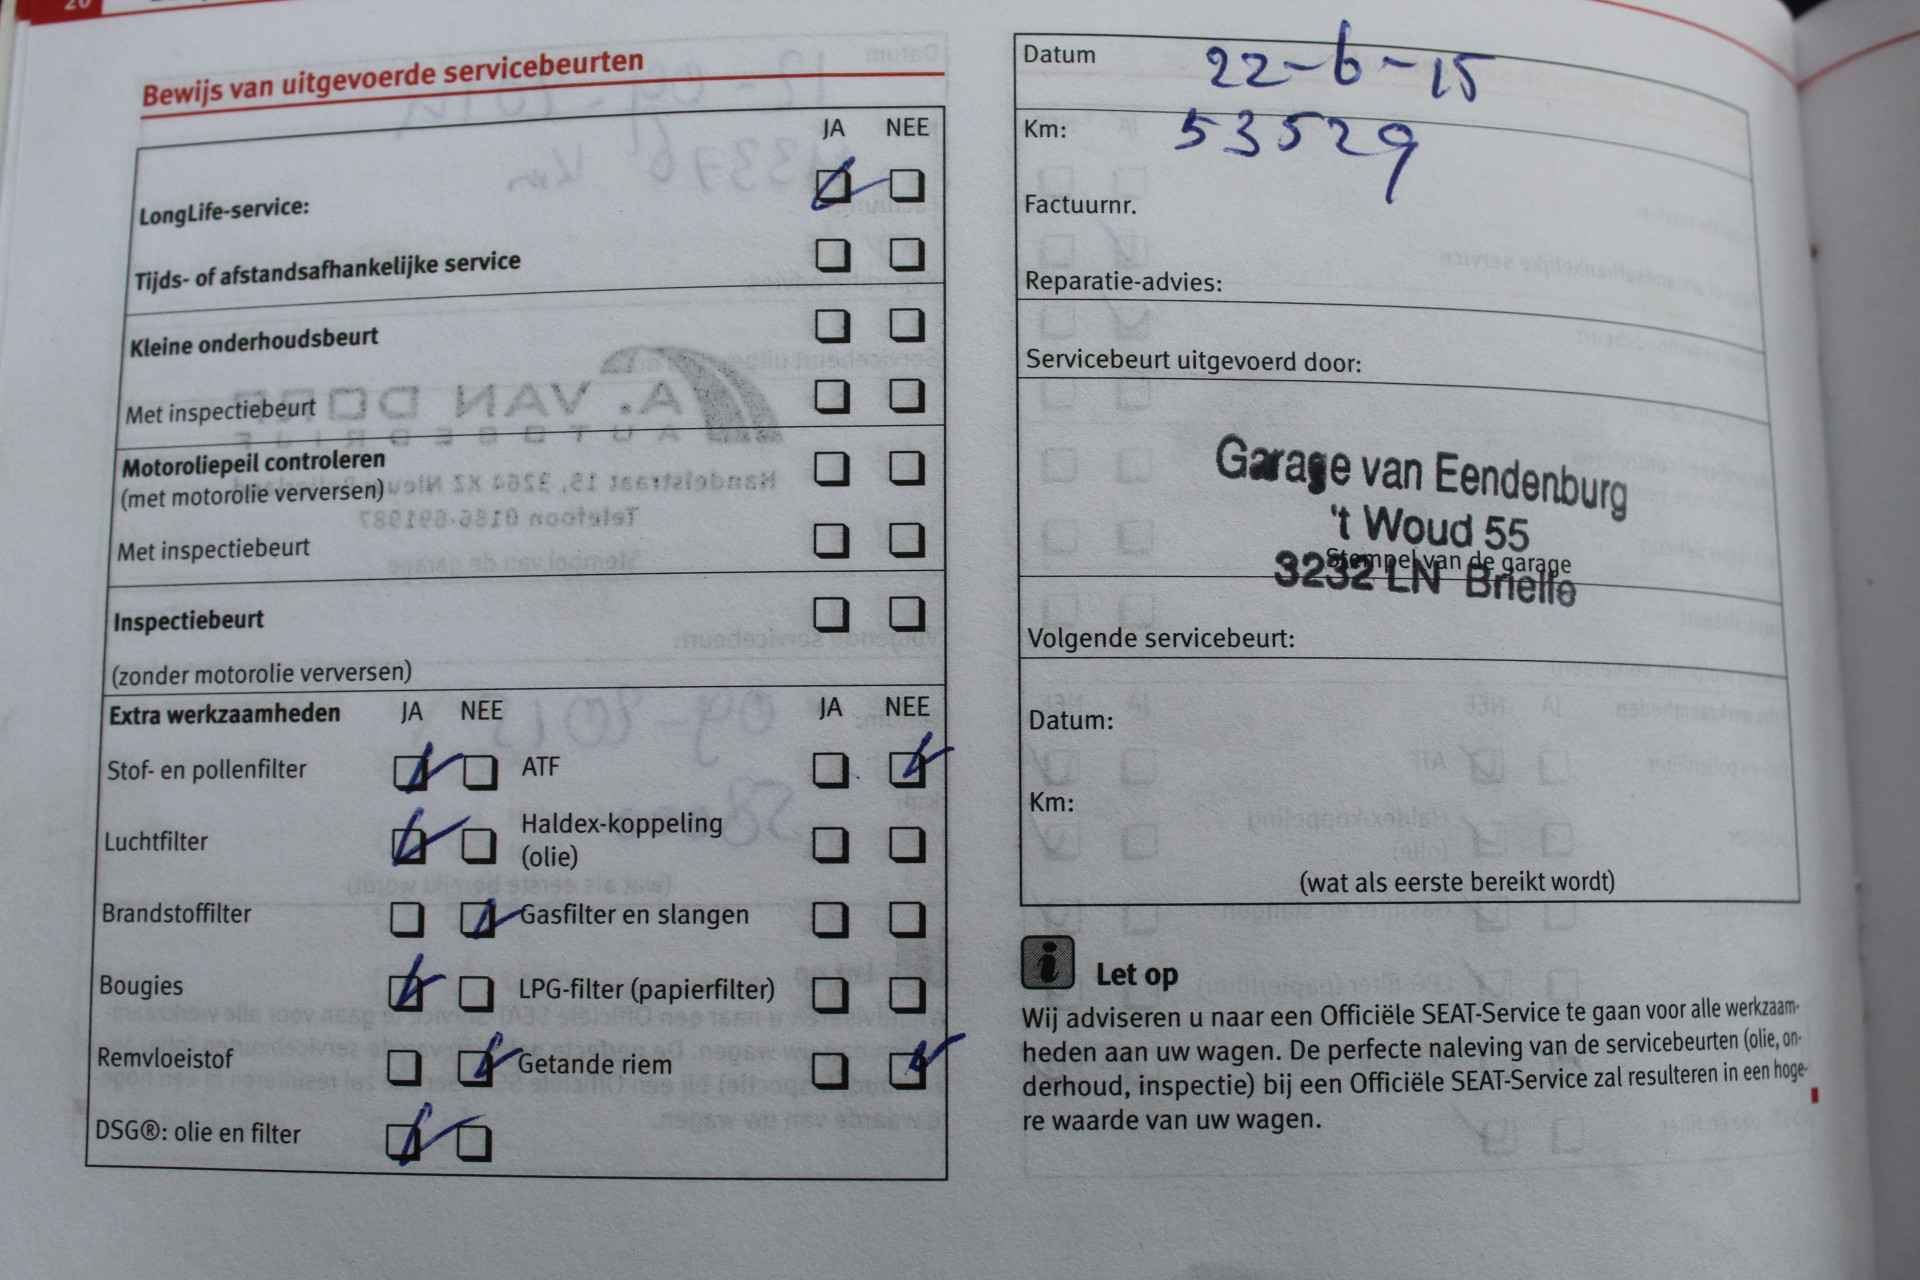 20
Bewijs van uitgevoerde servicebeurten
JA NEE
LongLife-service:
Tijds- of afstandsafhankelijke service
Kleine onderhoudsbeurt
Met inspectiebeurt
Motoroliepeil controleren
(met motorolie verversen)
Met inspectiebeurt
Inspectiebeurt
(zonder motorolie verversen)
Extra werkzaamheden JA NEE JA NEE
Stof- en pollenfilter ATF
Luchtfilter Haldex-koppeling
(olie)
Brandstoffilter Gasfilter en slangen
Bougies LPG-filter (papierfilter)
Remvloeistof Getande riem
DSG®: olie en filter
Datum 22-6-15
Km: 53529
Factuurnr.
Reparatie-advies:
Servicebeurt uitgevoerd door:
Garage van Eendenburg
't Woud 55
Stempel van de garage
3232 LN Brielle
Volgende servicebeurt:
Datum:
Km:
(wat als eerste bereikt wordt)
i Let op
Wij adviseren u naar een Officiële SEAT-Service te gaan voor alle werkzaam-
heden aan uw wagen. De perfecte naleving van de servicebeurten (olie, on-
derhoud, inspectie) bij een Officiële SEAT-Service zal resulteren in een hoge-
re waarde van uw wagen.